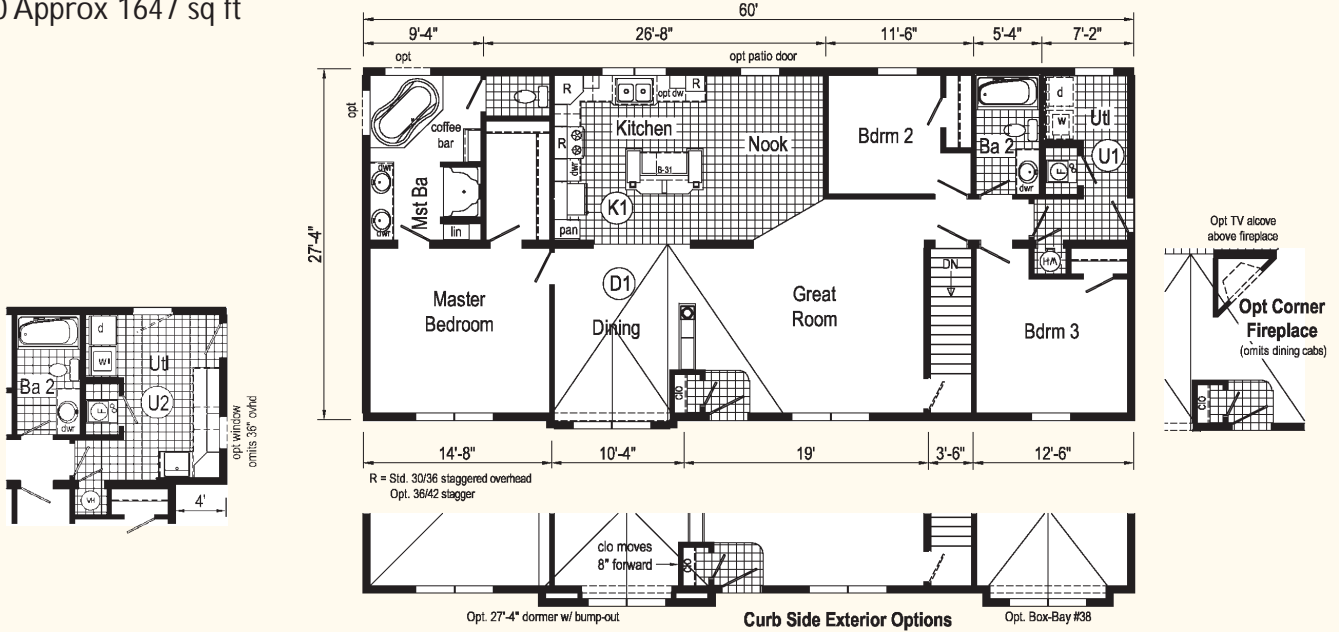 0 Approx 1647 sq ft
60'
9'-4"
26'-8"
11'-6"
5'-4"
7'-2"
opt
opt patio door
27'-4"
opt
coffee
bar
Mst Ba
dwr
dwr
lin
R
R
opt dw
R
dwr
Kitchen
Nook
B-31
K1
pan
Bdrm 2
Ba 2
dwr
d
w
Utl
U1
F
HW
Master
Bedroom
D1
Dining
clo
Great
Room
DN
Bdrm 3
Opt TV alcove
above fireplace
Opt Corner
Fireplace
(omits dining cabs)
clo
d
w
Utl
Ba 2
F
U2
dwr
WH
4'
opt window
omits 36" ovhd
14'-8"
10'-4"
19'
3'-6"
12'-6"
R = Std. 30/36 staggered overhead
Opt. 36/42 stagger
clo moves
8" forward
clo
Opt. 27'-4" dormer w/ bump-out
Curb Side Exterior Options
Opt. Box-Bay #38